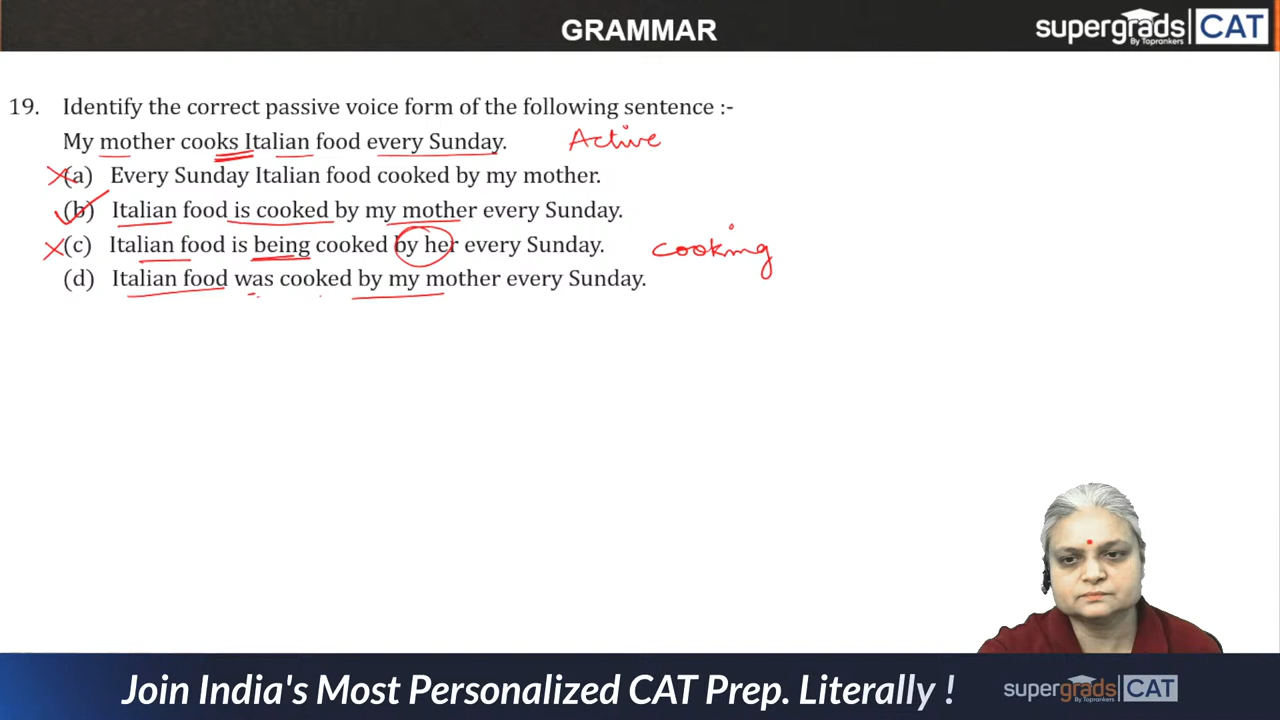 GRAMMAR
supergrads CAT
By Toprankers
19. Identify the correct passive voice form of the following sentence :-
My mother cooks Italian food every Sunday. Active
(a) Every Sunday Italian food cooked by my mother.
(b) Italian food is cooked by my mother every Sunday.
(c) Italian food is being cooked by her every Sunday. cooking
(d) Italian food was cooked by my mother every Sunday.
Join India's Most Personalized CAT Prep. Literally !
supergrads CAT
By Toprankers